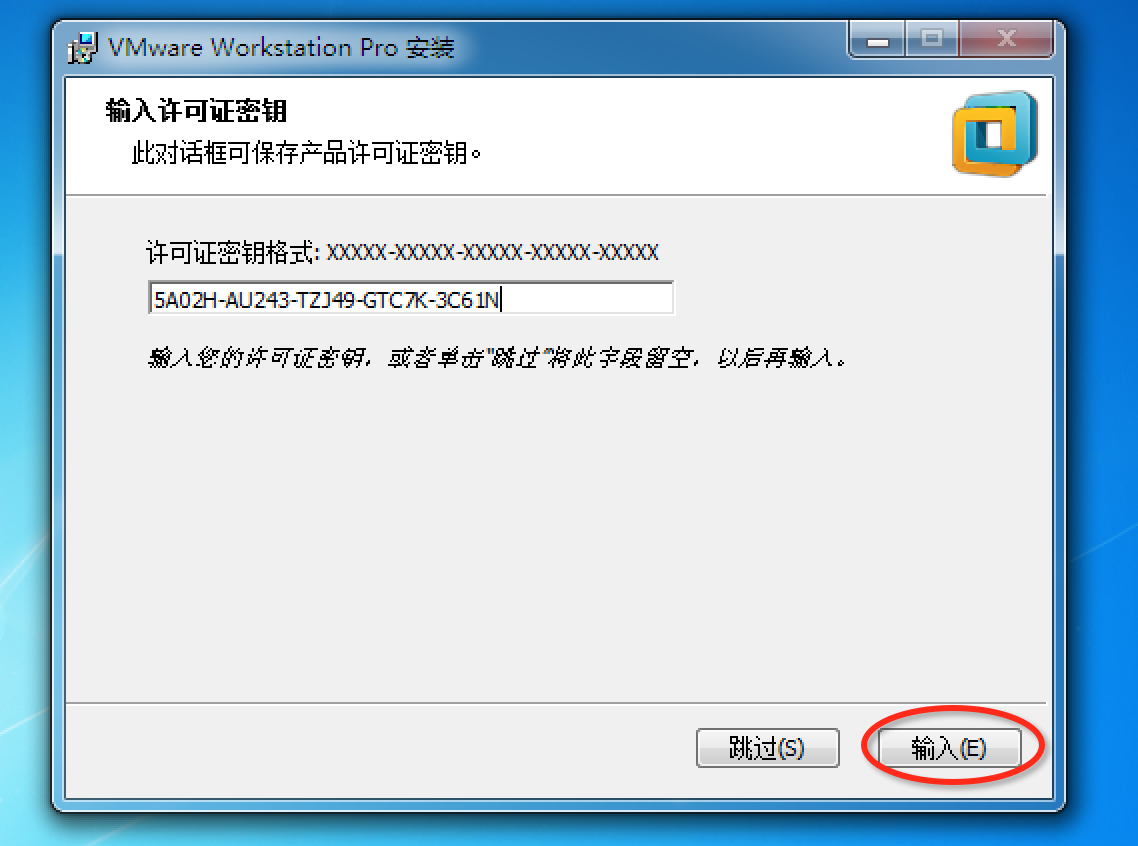 VMware Workstation Pro 安装
输入许可证密钥
此对话框可保存产品许可证密钥。
许可证密钥格式: XXXXX-XXXXX-XXXXX-XXXXX-XXXXX
5A02H-AU243-TZJ49-GTC7K-3C61N
输入您的许可证密钥，或者单击"跳过"将此字段留空，以后再输入。
跳过(S)
输入(E)